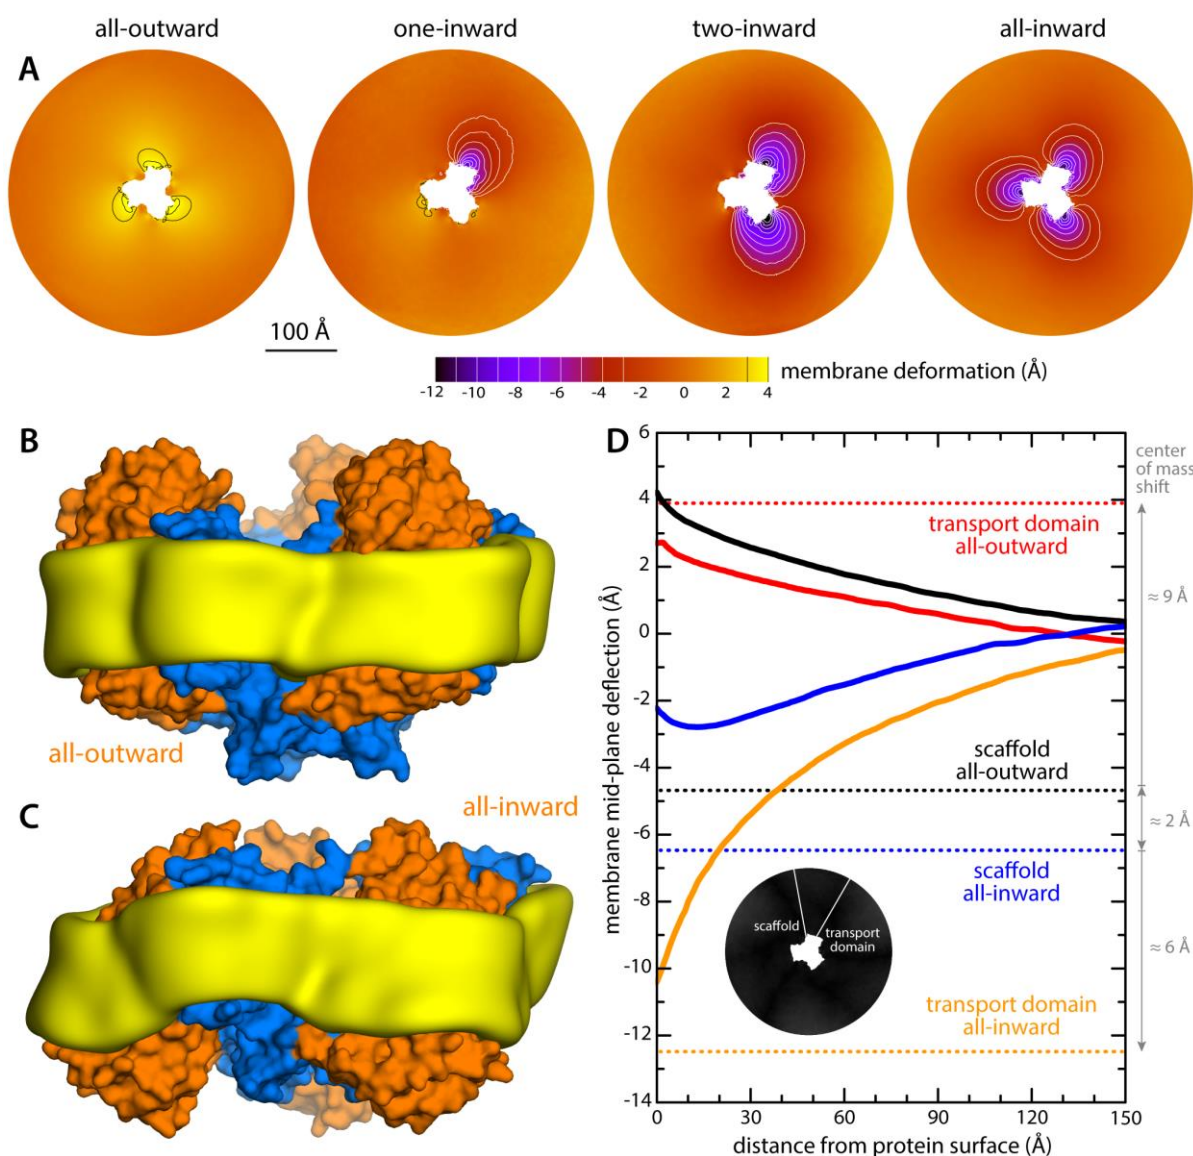 all-outward
one-inward
two-inward
all-inward
A
100 Å
-12
-10
-8
-6
-4
-2
0
2
4
membrane deformation (Å)
B
all-outward
C
all-inward
D
membrane mid-plane deflection (Å)
6
4
2
0
-2
-4
-6
-8
-10
-12
-14
transport domain
all-outward
scaffold
all-outward
scaffold
all-inward
transport domain
all-inward
scaffold
transport
domain
center
of mass
shift
≈ 9 Å
≈ 2 Å
≈ 6 Å
0
30
60
90
120
150
distance from protein surface (Å)